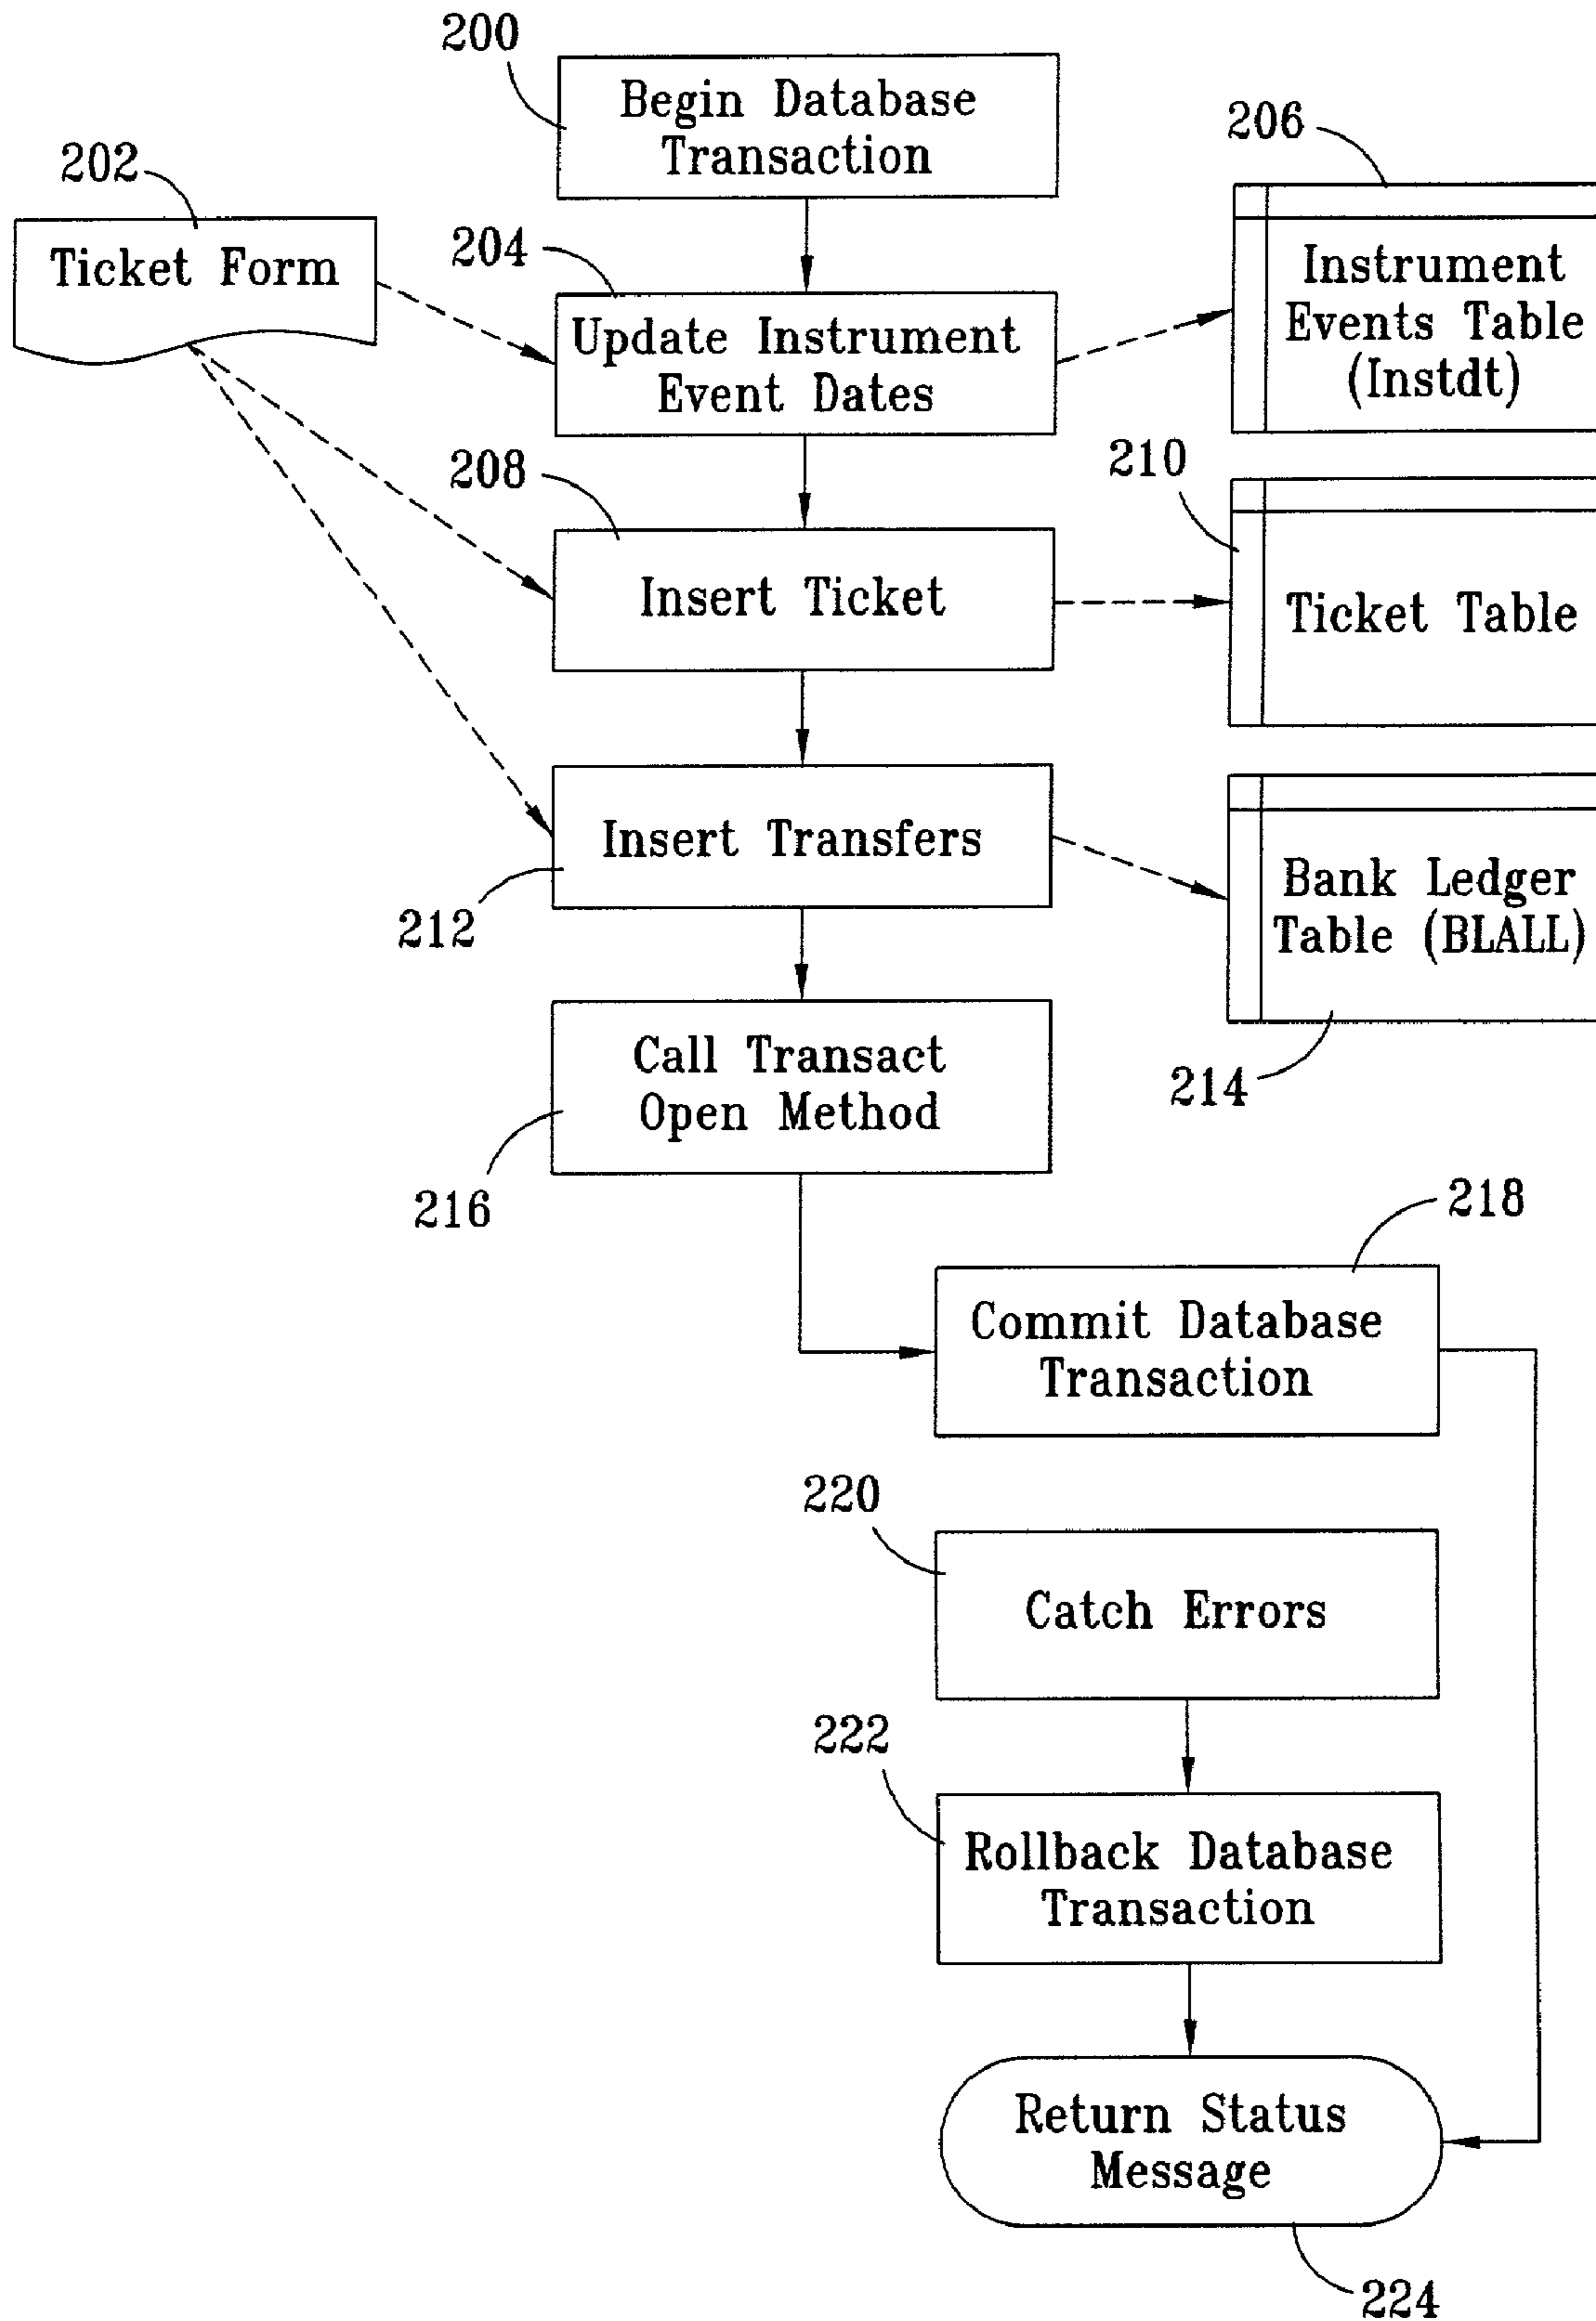 200
Begin Database
Transaction
202
Ticket Form
204
Update Instrument
Event Dates
206
Instrument
Events Table
(Instdt)
208
Insert Ticket
210
Ticket Table
212
Insert Transfers
Bank Ledger
Table (BLALL)
214
Call Transact
Open Method
216
218
Commit Database
Transaction
220
Catch Errors
222
Rollback Database
Transaction
Return Status
Message
224